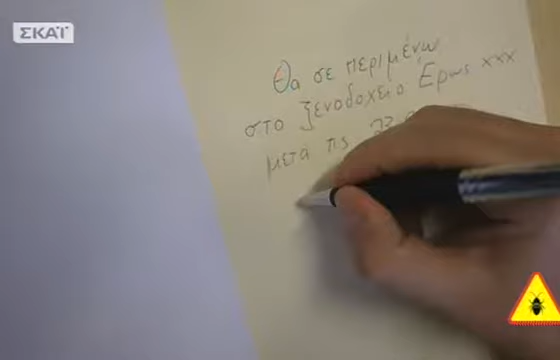 ΣΚΑΪ
Θα σε περιμένω
στο ξενοδοχείο Έρως xxx
μετά τις